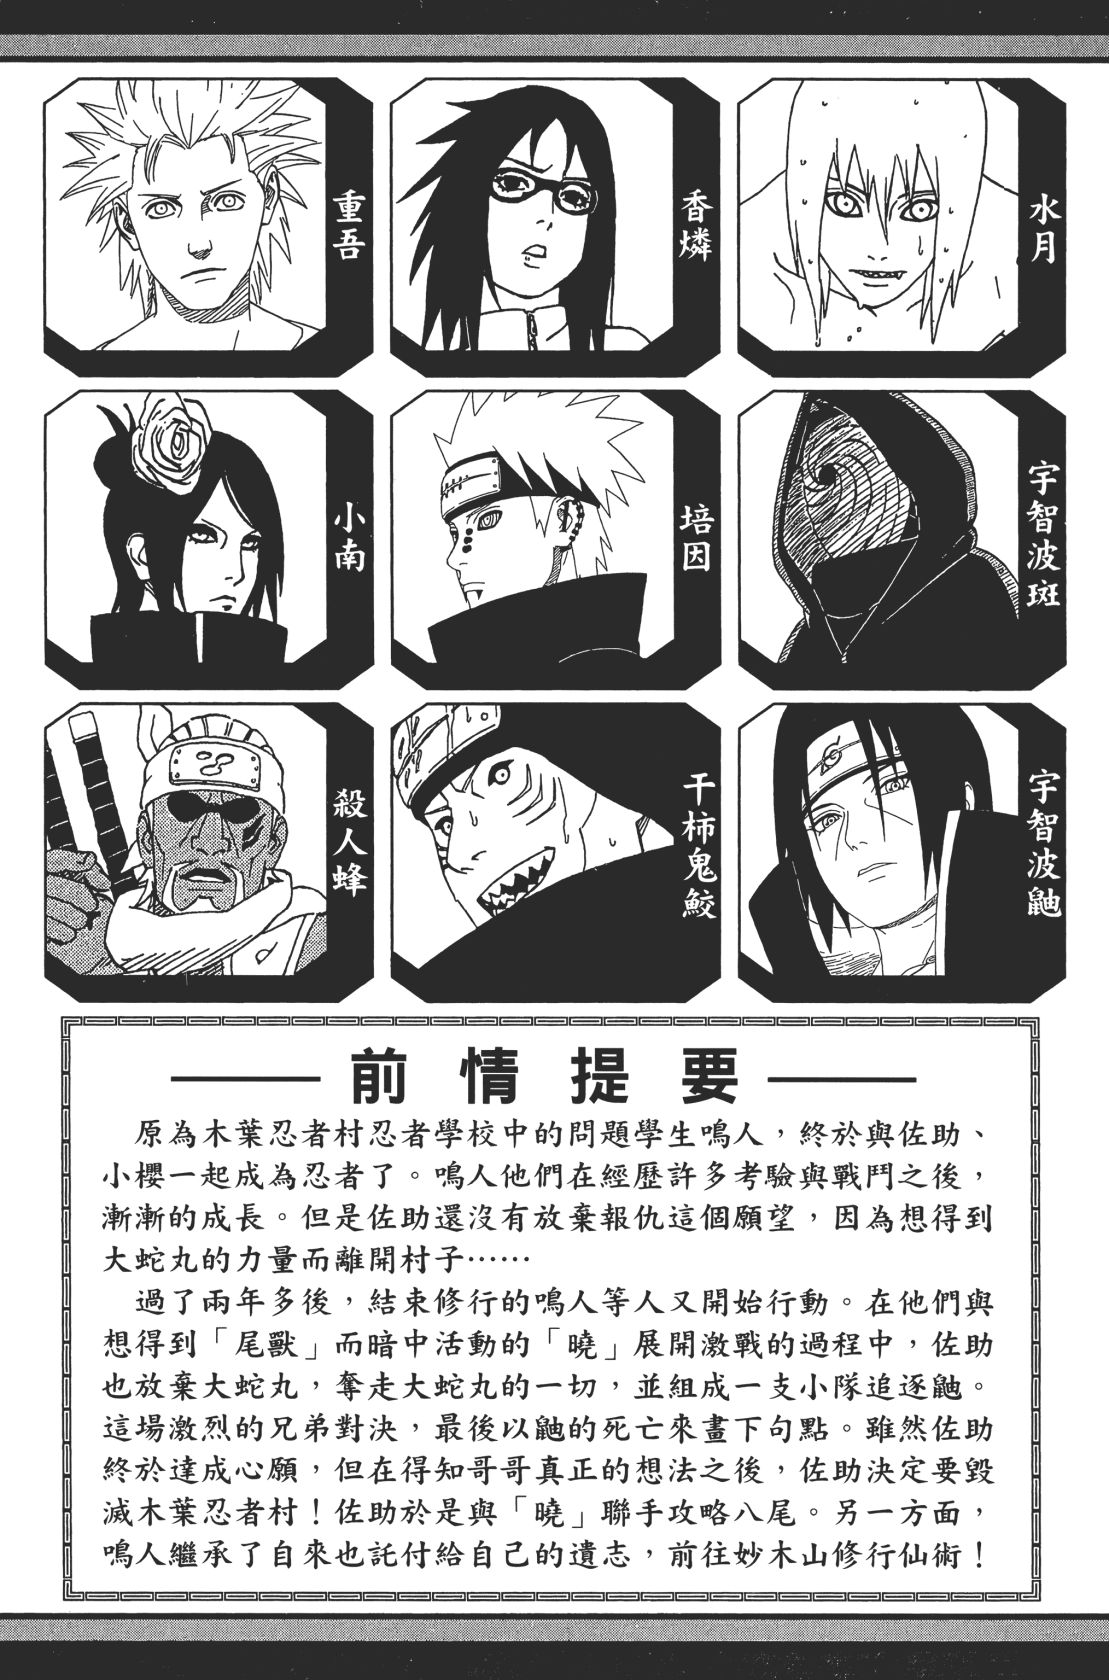 水月
香燐
重吾
宇智波斑
培因
小南
宇智波鼬
干柿鬼鮫
殺人蜂
前情提要
原為木葉忍者村忍者學校中的問題學生鳴人，終於與佐助、
小櫻一起成為忍者了。鳴人他們在經歷許多考驗與戰鬥之後，
漸漸的成長。但是佐助還沒有放棄報仇這個願望，因為想得到
大蛇丸的力量而離開村子……
過了兩年多後，結束修行的鳴人等人又開始行動。在他們與
想得到「尾獸」而暗中活動的「曉」展開激戰的過程中，佐助
也放棄大蛇丸，奪走大蛇丸的一切，並組成一支小隊追逐鼬。
這場激烈的兄弟對決，最後以鼬的死亡來畫下句點。雖然佐助
終於達成心願，但在得知哥哥真正的想法之後，佐助決定要毀
滅木葉忍者村！佐助於是與「曉」聯手攻略八尾。另一方面，
鳴人繼承了自來也託付給自己的遺志，前往妙木山修行仙術！